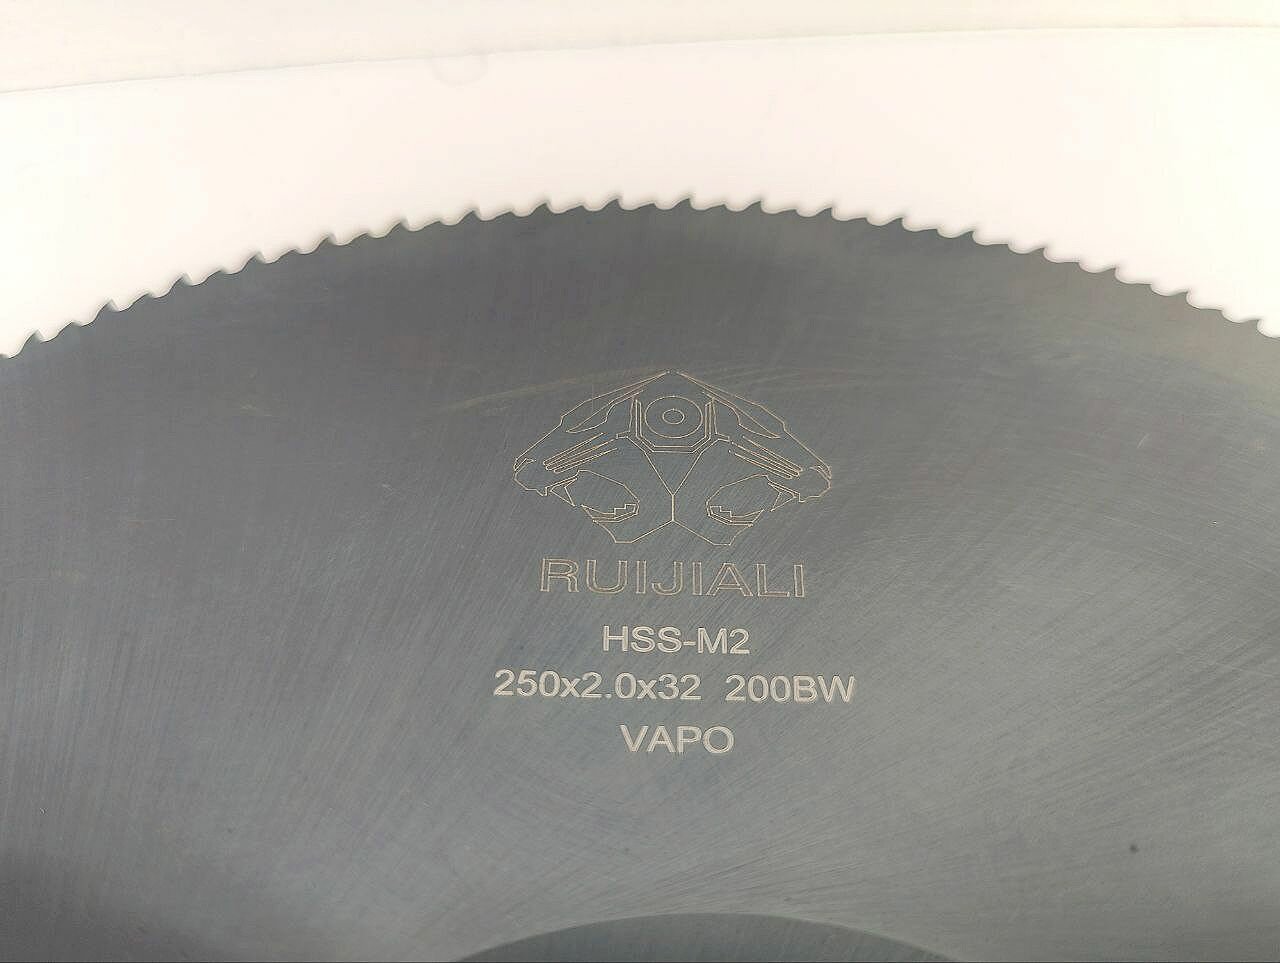 RUIJIALI
HSS-M2
250x2.0x32 200BW
VAPO